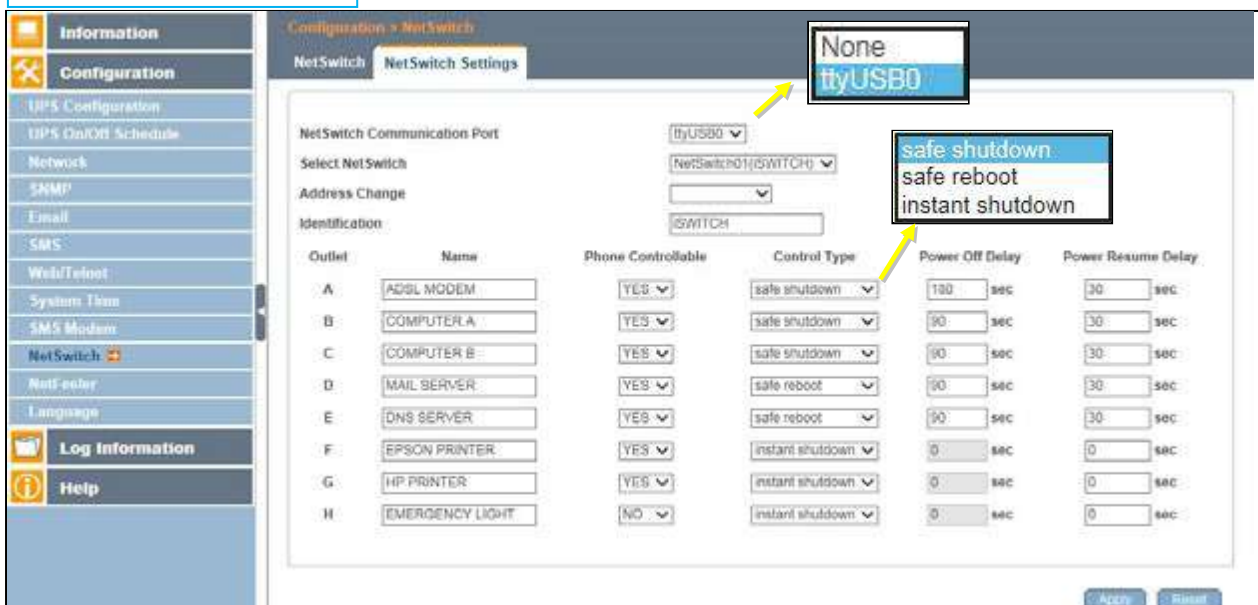 Information
Configuration
UPS Configuration
UPS On/Off Schedule
Network
SNMP
Email
SMS
Web/Telnet
System Time
SMS Modem
NetSwitch
NetFeeler
Language
Log Information
Help
Configuration > NetSwitch
NetSwitch NetSwitch Settings
None
ttyUSB0
NetSwitch Communication Port ttyUSB0
Select NetSwitch NetSwitch01(iSWITCH)
Address Change
Identification iSWITCH
safe shutdown
safe reboot
instant shutdown
Outlet Name Phone Controllable Control Type Power Off Delay Power Resume Delay
A ADSL MODEM YES safe shutdown 180 sec 30 sec
B COMPUTER A YES safe shutdown 90 sec 30 sec
C COMPUTER B YES safe shutdown 90 sec 30 sec
D MAIL SERVER YES safe reboot 90 sec 30 sec
E DNS SERVER YES safe reboot 90 sec 30 sec
F EPSON PRINTER YES instant shutdown 0 sec 0 sec
G HP PRINTER YES instant shutdown 0 sec 0 sec
H EMERGENCY LIGHT NO instant shutdown 0 sec 0 sec
Apply Reset